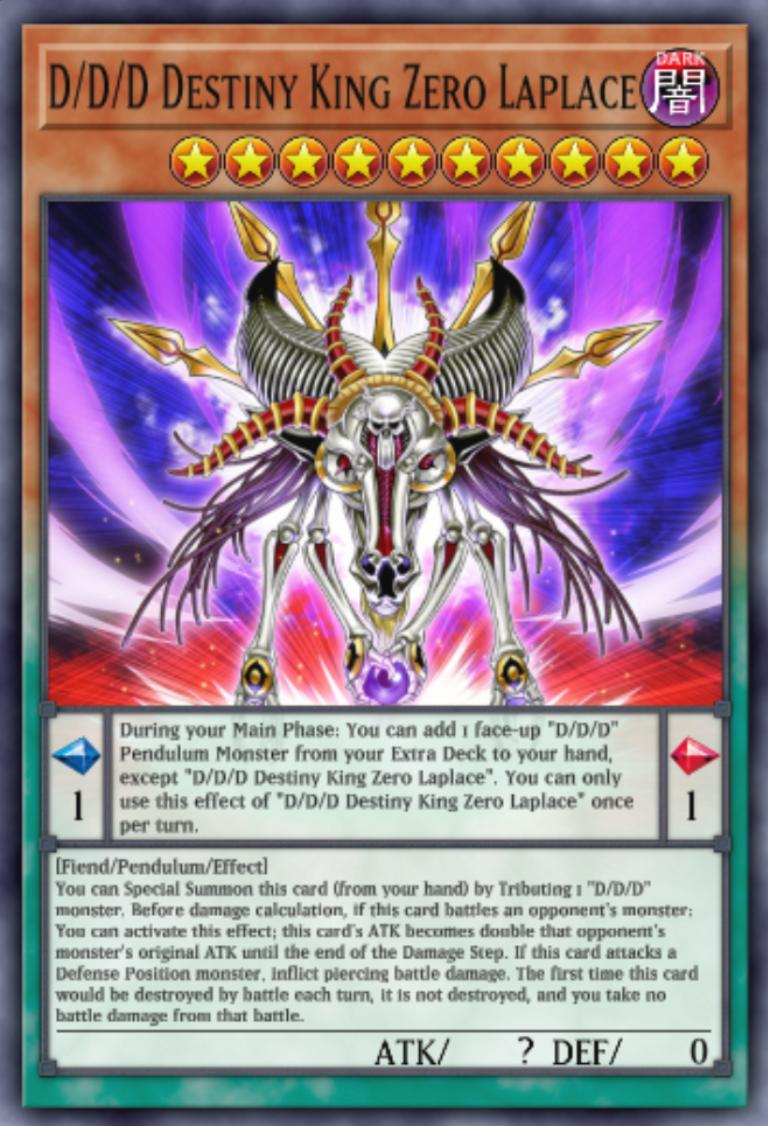 D/D/D DESTINY KING ZERO LAPLACE
DARK
闇
During your Main Phase: You can add 1 face-up "D/D/D"
Pendulum Monster from your Extra Deck to your hand,
except "D/D/D Destiny King Zero Laplace". You can only
use this effect of "D/D/D Destiny King Zero Laplace" once
per turn.
1
1
[Fiend/Pendulum/Effect]
You can Special Summon this card (from your hand) by Tributing 1 "D/D/D"
monster. Before damage calculation, if this card battles an opponent's monster:
You can activate this effect; this card's ATK becomes double that opponent's
monster's original ATK until the end of the Damage Step. If this card attacks a
Defense Position monster, inflict piercing battle damage. The first time this card
would be destroyed by battle each turn, it is not destroyed, and you take no
battle damage from that battle.
ATK/ ? DEF/ 0